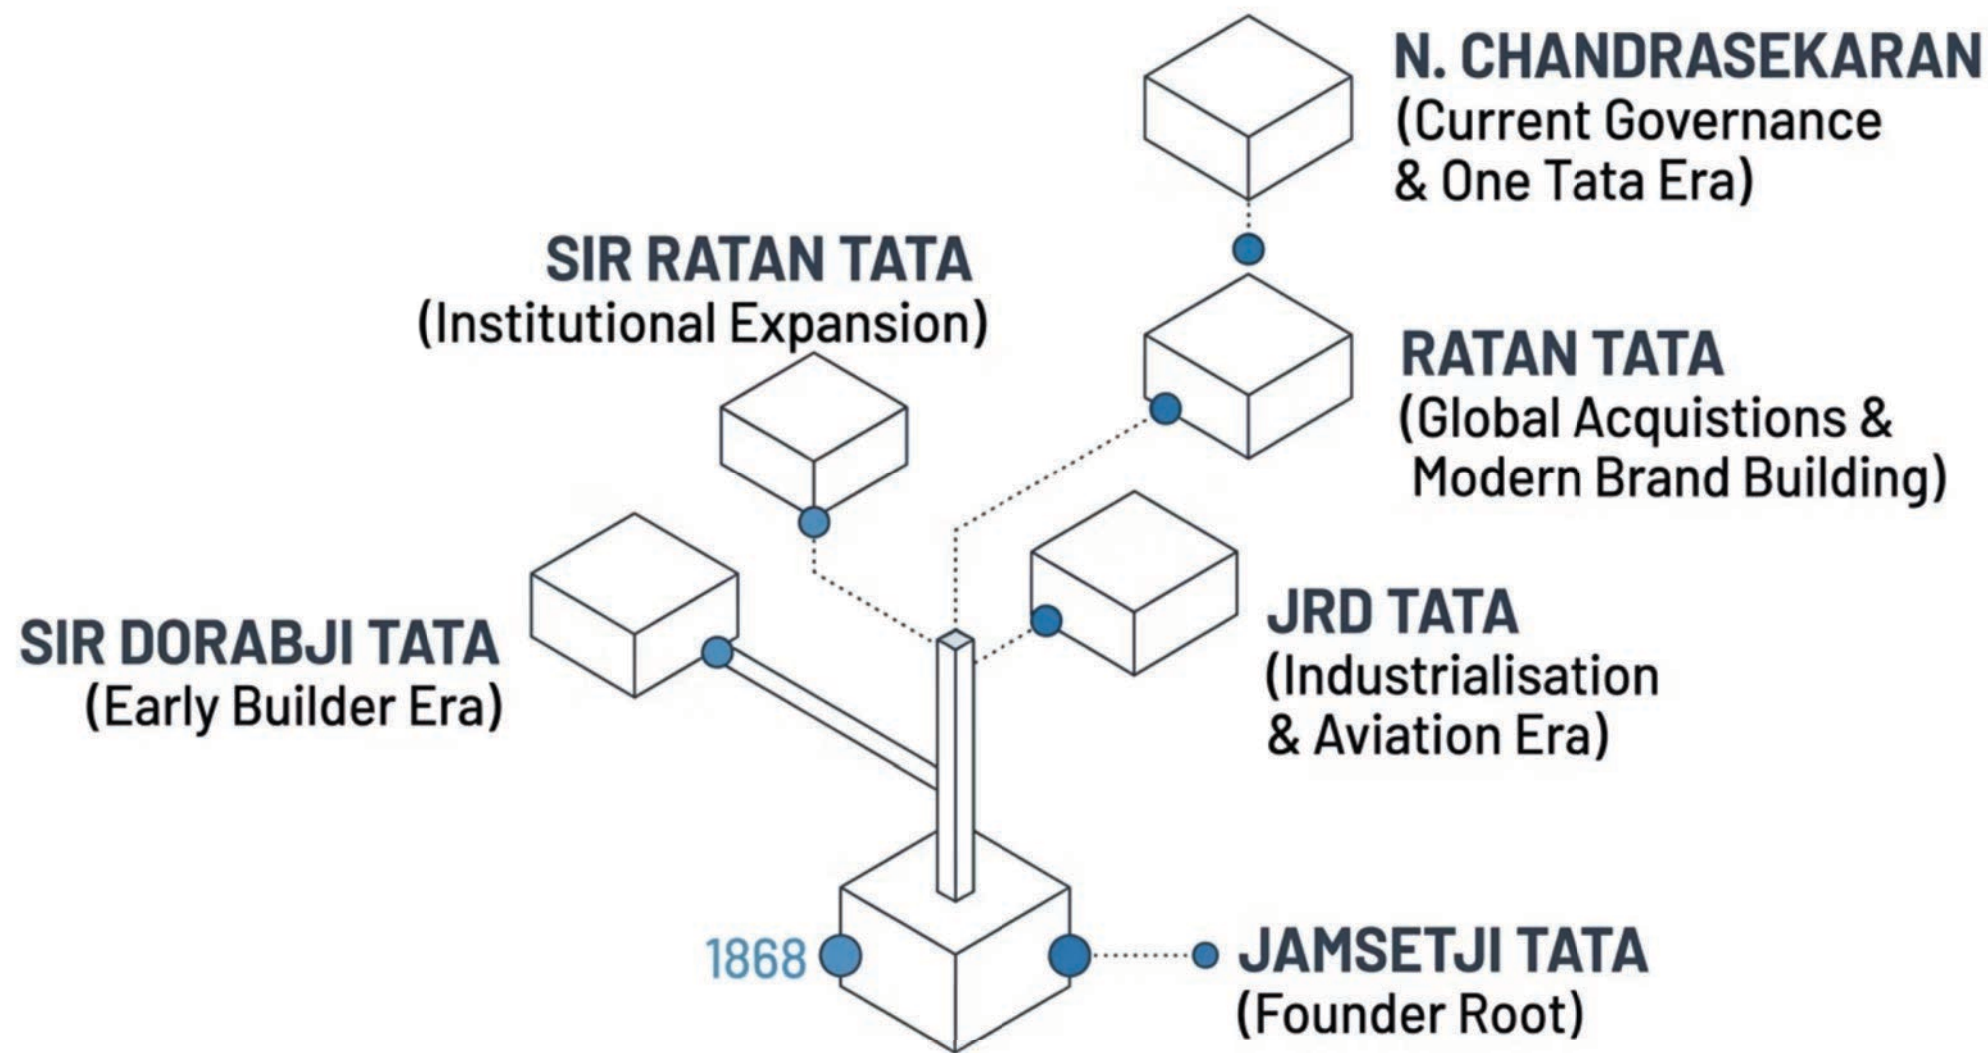 N. CHANDRASEKARAN
(Current Governance
& One Tata Era)
SIR RATAN TATA
(Institutional Expansion)
RATAN TATA
(Global Acquistions &
Modern Brand Building)
SIR DORABJI TATA
(Early Builder Era)
JRD TATA
(Industrialisation
& Aviation Era)
1868
JAMSETJI TATA
(Founder Root)